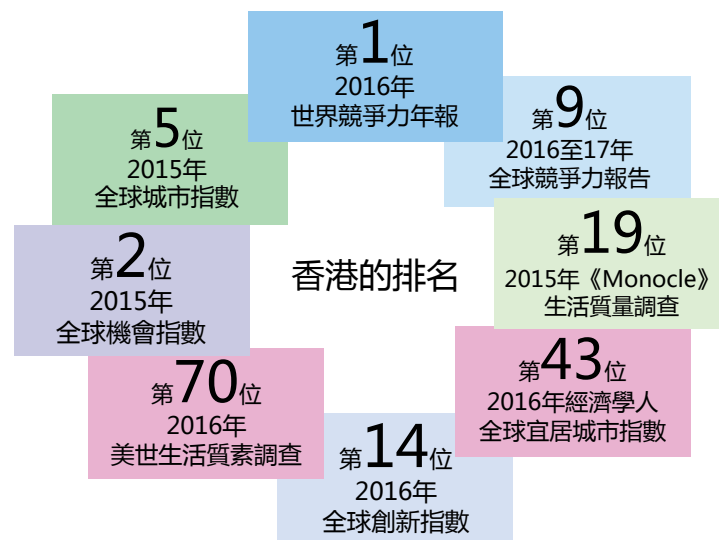 第1位
2016年
世界競爭力年報
第9位
2016至17年
全球競爭力報告
第19位
2015年《Monocle》
生活質量調查
第43位
2016年經濟學人
全球宜居城市指數
第14位
2016年
全球創新指數
第70位
2016年
美世生活質素調查
第2位
2015年
全球機會指數
第5位
2015年
全球城市指數
香港的排名